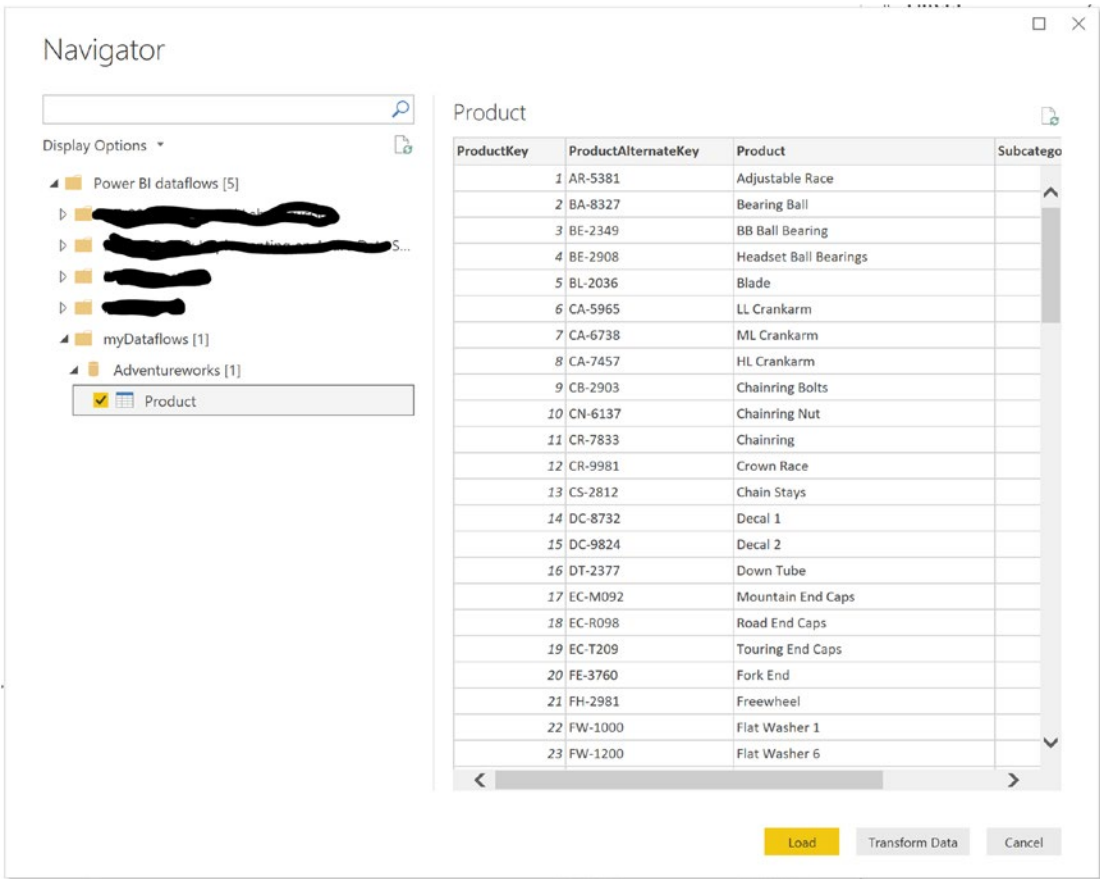 Navigator
Display Options
Power BI dataflows [5]
S...
myDataflows [1]
Adventureworks [1]
Product
Product
ProductKey ProductAlternateKey Product Subcatego
1 AR-5381 Adjustable Race
2 BA-8327 Bearing Ball
3 BE-2349 BB Ball Bearing
4 BE-2908 Headset Ball Bearings
5 BL-2036 Blade
6 CA-5965 LL Crankarm
7 CA-6738 ML Crankarm
8 CA-7457 HL Crankarm
9 CB-2903 Chainring Bolts
10 CN-6137 Chainring Nut
11 CR-7833 Chainring
12 CR-9981 Crown Race
13 CS-2812 Chain Stays
14 DC-8732 Decal 1
15 DC-9824 Decal 2
16 DT-2377 Down Tube
17 EC-M092 Mountain End Caps
18 EC-R098 Road End Caps
19 EC-T209 Touring End Caps
20 FE-3760 Fork End
21 FH-2981 Freewheel
22 FW-1000 Flat Washer 1
23 FW-1200 Flat Washer 6
Load Transform Data Cancel